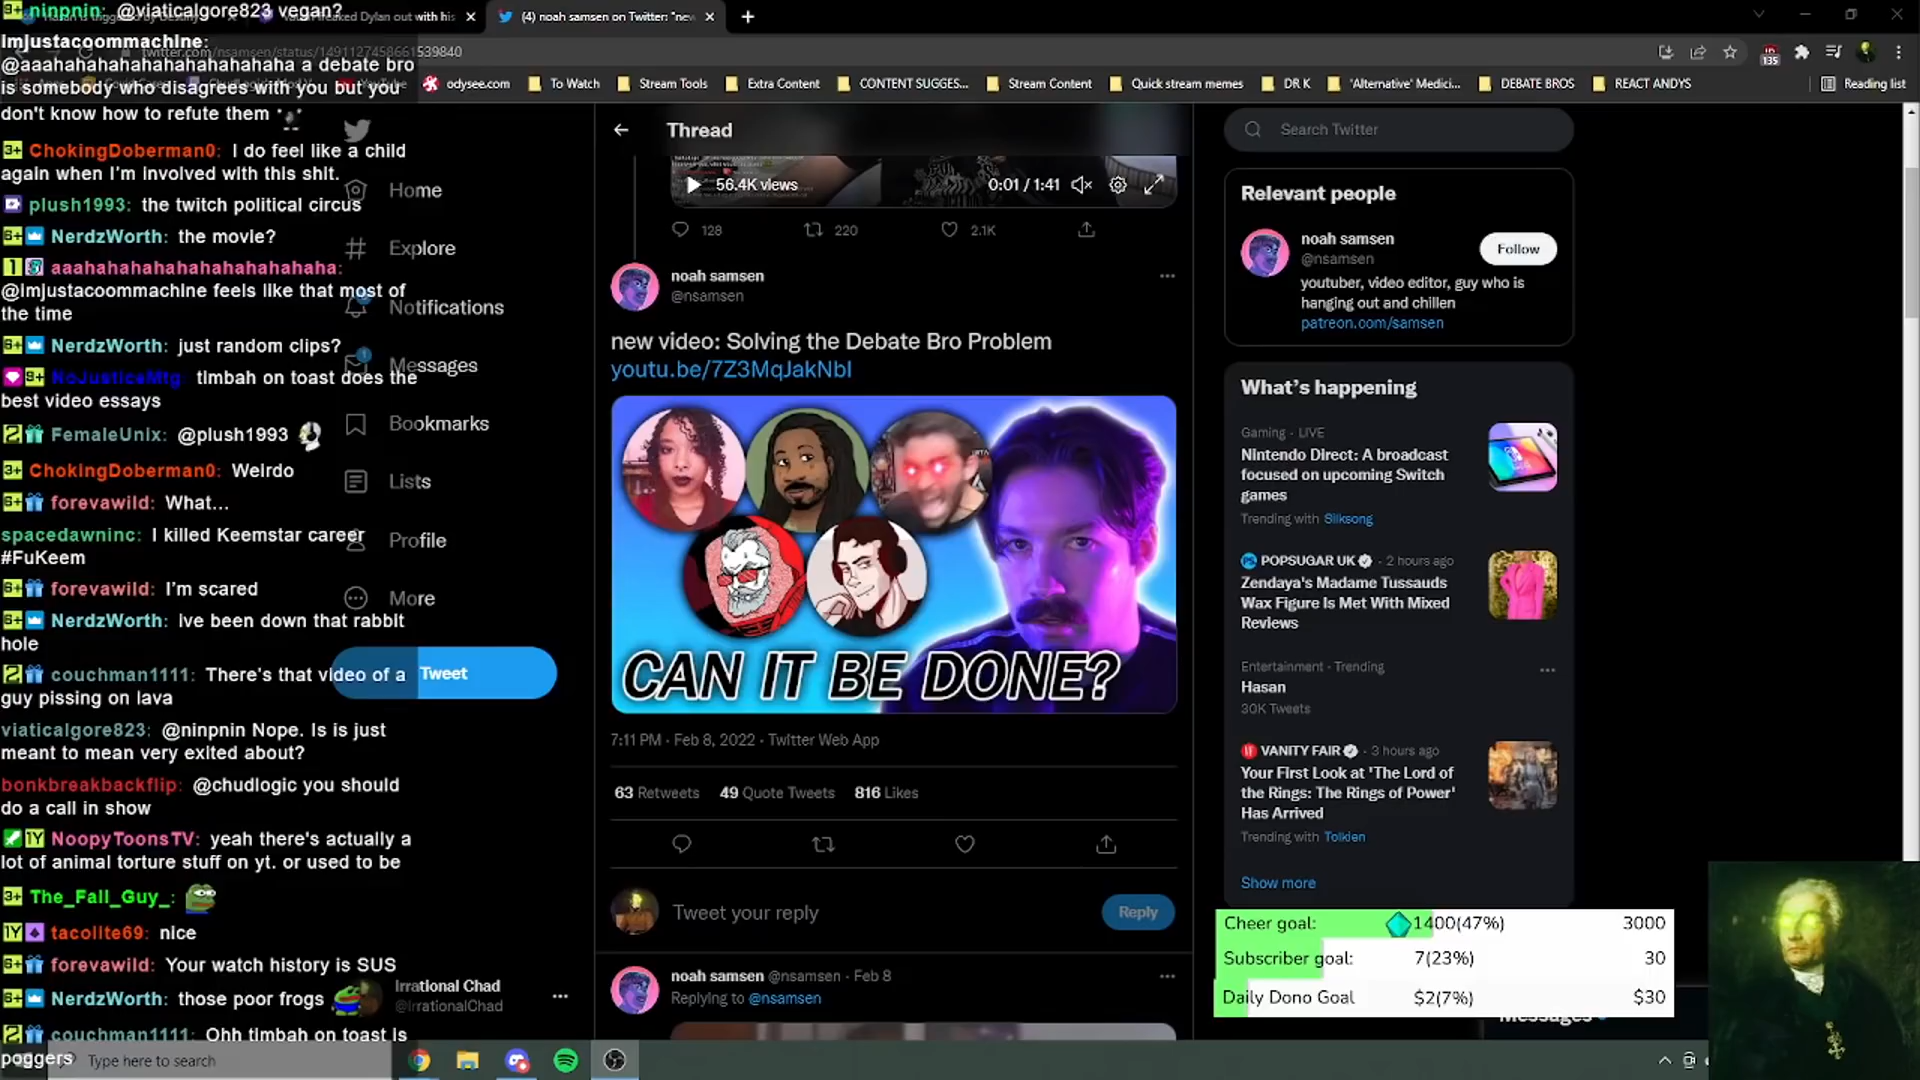 ninpnin: @viaticalgore823 vegan?
ImjustacoommachIne:
@aaahahahahahahahahahaha a debate bro
is somebody who disagrees with you but you
don't know how to refute them
ChokingDoberman0: I do feel like a child
again when I'm involved with this shit.
plush1993: the twitch political circus
NerdzWorth: the movie?
aaahahahahahahahahahaha:
@ImjustacoommachIne feels like that most of
the time
NerdzWorth: just random clips?
NoJusticeMtg: timbah on toast does the
best video essays
FemaleUnix: @plush1993
ChokingDoberman0: Weirdo
forevawild: What...
spacedawninc: I killed Keemstar career
#FuKeem
forevawild: I'm scared
NerdzWorth: ive been down that rabbit
hole
couchman1111: There's that video of a
guy pissing on lava
viaticalgore823: @ninpnin Nope. Is is just
meant to mean very exited about?
bonkbreakbackflip: @chudlogic you should
do a call in show
NoopyToonsTV: yeah there's actually a
lot of animal torture stuff on yt. or used to be
The_Fall_Guy_:
tacolite69: nice
forevawild: Your watch history is SUS
NerdzWorth: those poor frogs
couchman1111: Ohh timbah on toast is
poggers
freaked Dylan out with his
(4) noah samsen on Twitter: "new
twitter.com/nsamsen/status/1491127458661539840
odysee.com
To Watch
Stream Tools
Extra Content
CONTENT SUGGES...
Stream Content
Quick stream memes
DR K
'Alternative' Medici...
DEBATE BROS
REACT ANDYS
Reading list
135
Home
Explore
Notifications
1
Messages
Bookmarks
Lists
Profile
More
Tweet
Irrational Chad
@IrrationalChad
Thread
56.4K views
0:01 / 1:41
128
220
2.1K
noah samsen
@nsamsen
new video: Solving the Debate Bro Problem
youtu.be/7Z3MqJakNbI
CAN IT BE DONE?
7:11 PM · Feb 8, 2022 · Twitter Web App
63 Retweets 49 Quote Tweets 816 Likes
Tweet your reply
Reply
noah samsen @nsamsen · Feb 8
Replying to @nsamsen
Search Twitter
Relevant people
noah samsen
@nsamsen
Follow
youtuber, video editor, guy who is
hanging out and chillen
patreon.com/samsen
What's happening
Gaming · LIVE
Nintendo Direct: A broadcast
focused on upcoming Switch
games
Trending with Silksong
POPSUGAR UK · 2 hours ago
Zendaya's Madame Tussauds
Wax Figure Is Met With Mixed
Reviews
Entertainment · Trending
Hasan
30K Tweets
VANITY FAIR · 3 hours ago
Your First Look at 'The Lord of
the Rings: The Rings of Power'
Has Arrived
Trending with Tolkien
Show more
Cheer goal: 1400(47%) 3000
Subscriber goal: 7(23%) 30
Daily Dono Goal $2(7%) $30
Messages
Type here to search